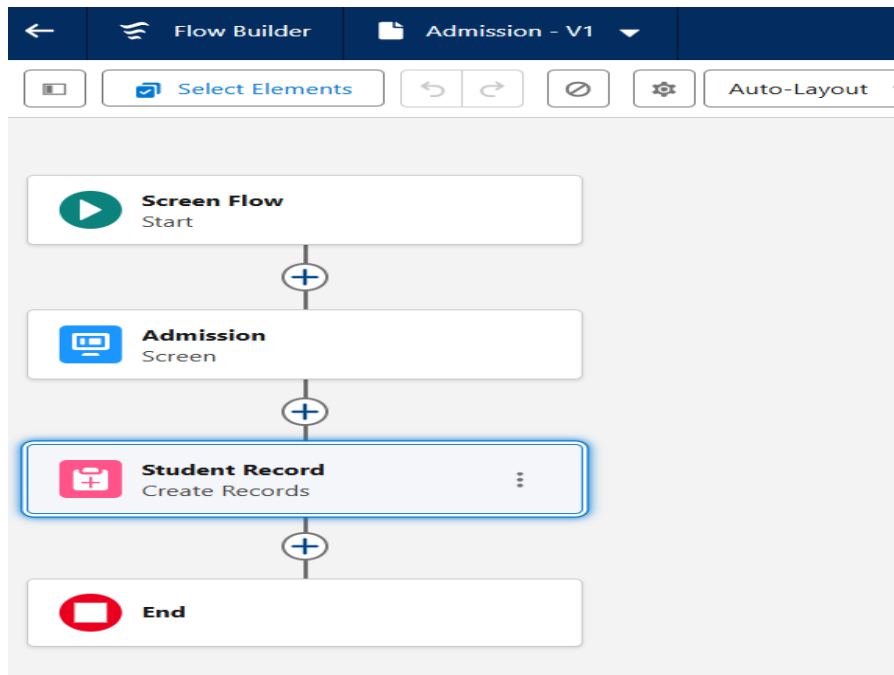 Flow Builder
Admission - V1
Select Elements
Auto-Layout
Screen Flow
Start
Admission
Screen
Student Record
Create Records
End